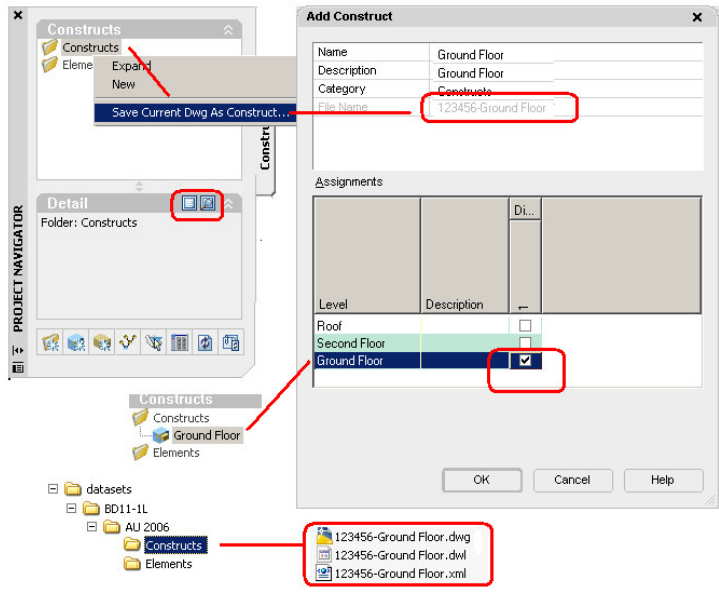 Constructs
Constructs
Eleme
Expand
New
Save Current Dwg As Construct...
Constru
Detail
Folder: Constructs
PROJECT NAVIGATOR
Add Construct
Name Ground Floor
Description Ground Floor
Category Constructs
File Name 123456-Ground Floor
Assignments
Di...
Level Description 1
Roof
Second Floor
Ground Floor
OK Cancel Help
Constructs
Constructs
Ground Floor
Elements
datasets
BD11-1L
AU 2006
Constructs
Elements
123456-Ground Floor.dwg
123456-Ground Floor.dwl
123456-Ground Floor.xml